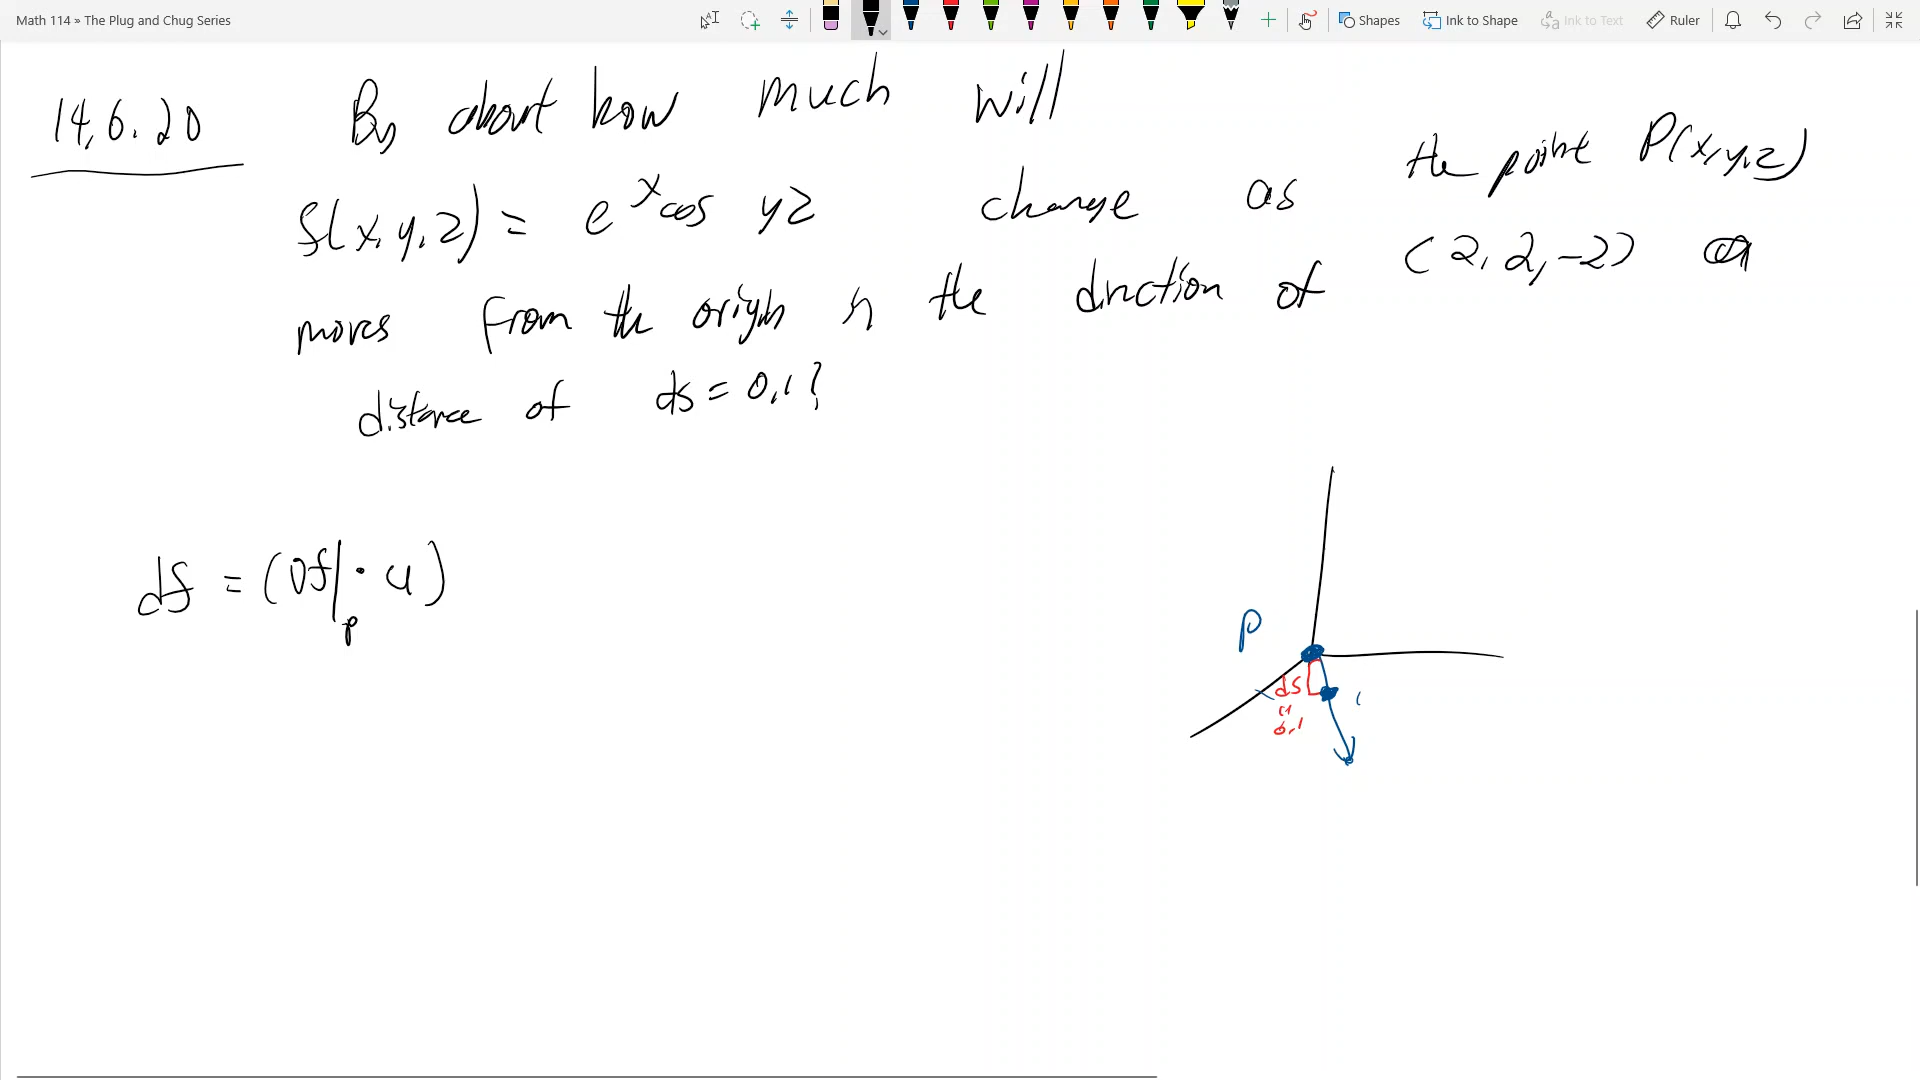 Math 114 » The Plug and Chug Series
Shapes Ink to Shape Ink to Text Ruler
14.6.20 By about how much will
f(x,y,z) = e^x cos yz change as the point P(x,y,z)
moves from the origin in the direction of (2,2,-2) a
distance of ds = 0.1?
df = (∇f|p · u)
P
ds
=
0.1